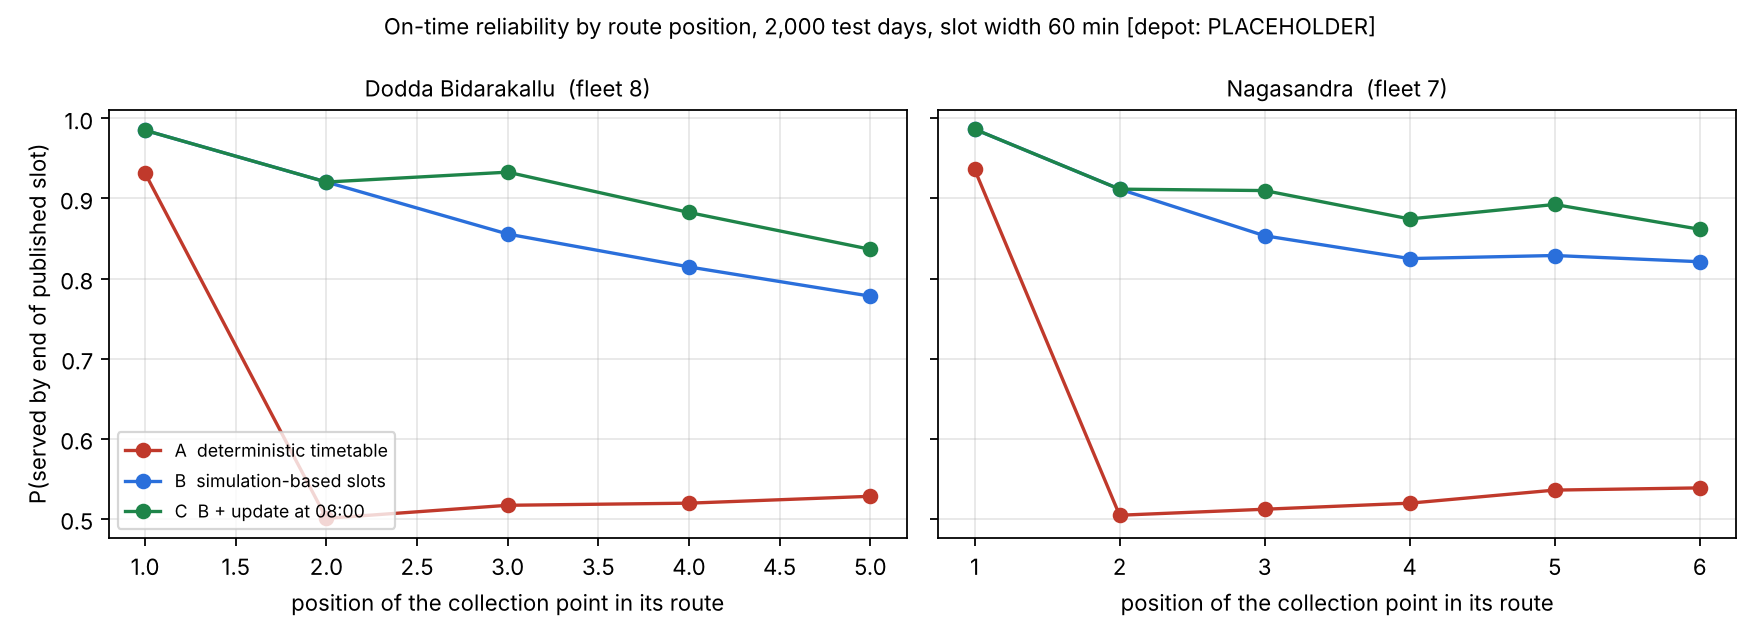 On-time reliability by route position, 2,000 test days, slot width 60 min [depot: PLACEHOLDER]
Dodda Bidarakallu (fleet 8)
P(served by end of published slot)
1.0
0.9
0.8
0.7
0.6
0.5
A deterministic timetable
B simulation-based slots
C B + update at 08:00
1.0 1.5 2.0 2.5 3.0 3.5 4.0 4.5 5.0
position of the collection point in its route
Nagasandra (fleet 7)
1 2 3 4 5 6
position of the collection point in its route